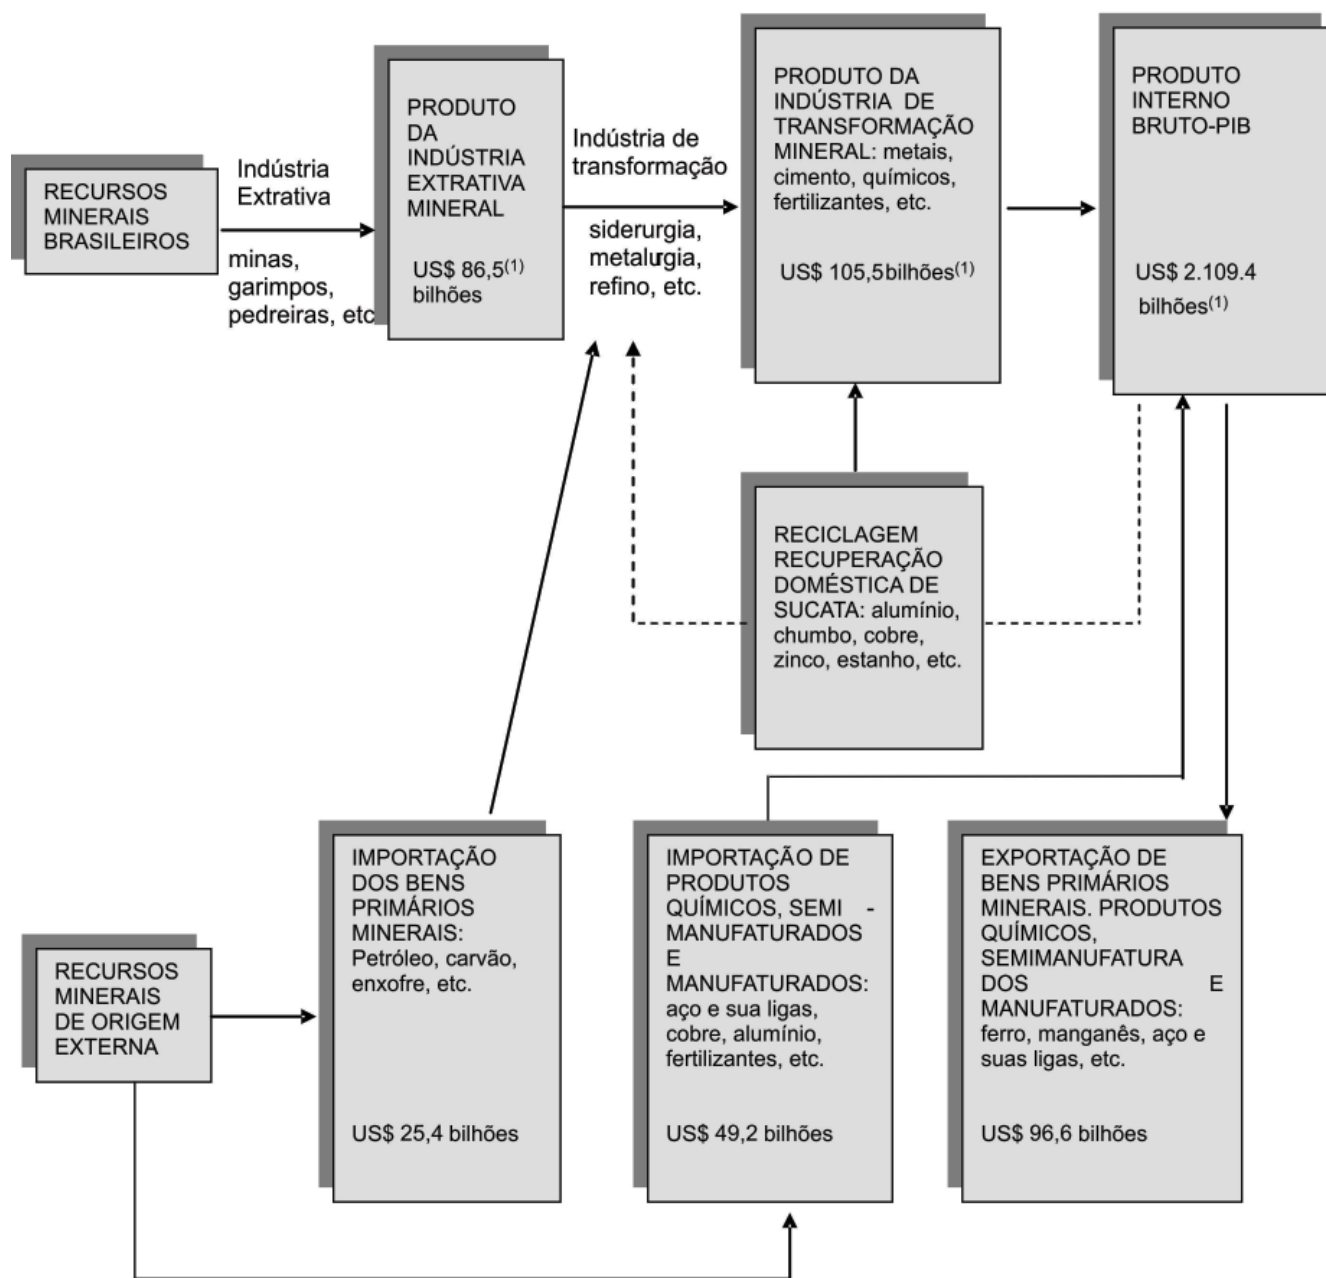 RECURSOS
MINERAIS
BRASILEIROS
Indústria
Extrativa
minas,
garimpos,
pedreiras, etc
PRODUTO
DA
INDÚSTRIA
EXTRATIVA
MINERAL
US$ 86,5(1)
bilhões
Indústria de
transformação
siderurgia,
metalurgia,
refino, etc.
PRODUTO DA
INDÚSTRIA DE
TRANSFORMAÇÃO
MINERAL: metais,
cimento, químicos,
fertilizantes, etc.
US$ 105,5bilhões(1)
PRODUTO
INTERNO
BRUTO-PIB
US$ 2.109.4
bilhões(1)
RECICLAGEM
RECUPERAÇÃO
DOMÉSTICA DE
SUCATA: alumínio,
chumbo, cobre,
zinco, estanho, etc.
RECURSOS
MINERAIS
DE ORIGEM
EXTERNA
IMPORTAÇÃO
DOS BENS
PRIMÁRIOS
MINERAIS:
Petróleo, carvão,
enxofre, etc.
US$ 25,4 bilhões
IMPORTAÇÃO DE
PRODUTOS
QUÍMICOS, SEMI -
MANUFATURADOS
E
MANUFATURADOS:
aço e sua ligas,
cobre, alumínio,
fertilizantes, etc.
US$ 49,2 bilhões
EXPORTAÇÃO DE
BENS PRIMÁRIOS
MINERAIS. PRODUTOS
QUÍMICOS,
SEMIMANUFATURA
DOS E
MANUFATURADOS:
ferro, manganês, aço e
suas ligas, etc.
US$ 96,6 bilhões